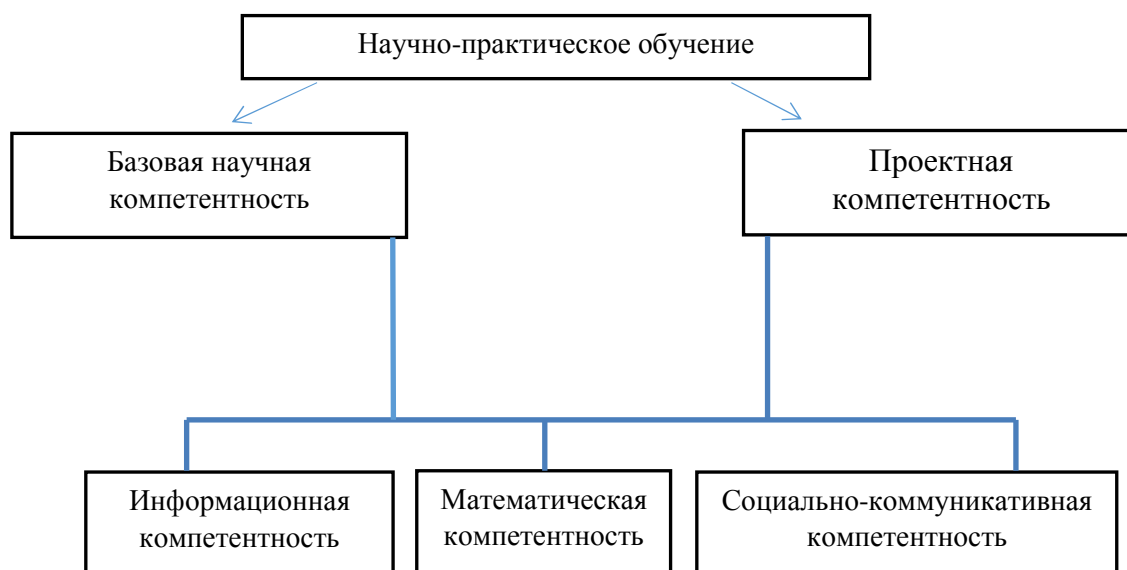 Научно-практическое обучение
Базовая научная
компетентность
Проектная
компетентность
Информационная
компетентность
Математическая
компетентность
Социально-коммуникативная
компетентность